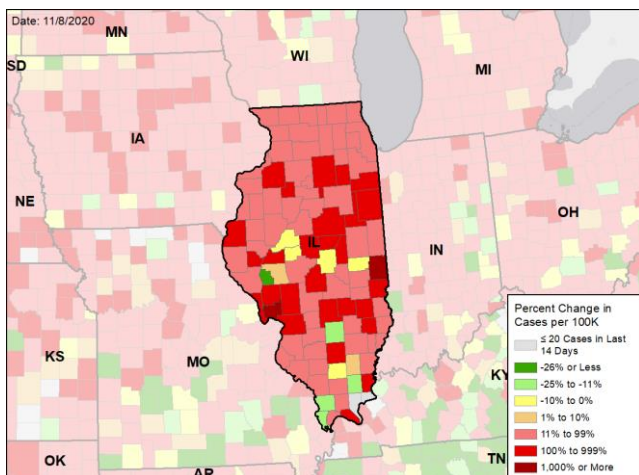 Date: 11/8/2020
MN
SD
WI
MI
IA
NE
IL
IN
OH
KS
MO
KY
OK
AR
TN
Percent Change in
Cases per 100K
≤ 20 Cases in Last
14 Days
-26% or Less
-25% to -11%
-10% to 0%
1% to 10%
11% to 99%
100% to 999%
1,000% or More